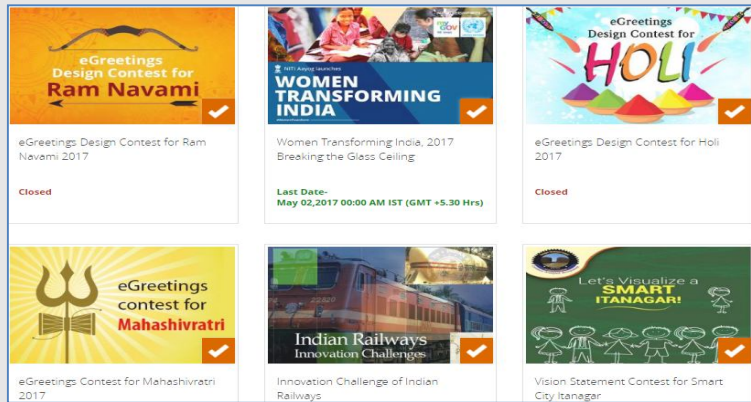 eGreetings
Design Contest for
Ram Navami
eGreetings Design Contest for Ram
Navami 2017
Closed
NITI Aayog launches
WOMEN
TRANSFORMING
INDIA
Women Transforming India, 2017
Breaking the Glass Ceiling
Last Date-
May 02,2017 00:00 AM IST (GMT +5.30 Hrs)
eGreetings
Design Contest for
HOLI
eGreetings Design Contest for Holi
2017
Closed
eGreetings
contest for
Mahashivratri
eGreetings Contest for Mahashivratri
2017
22920
Indian Railways
Innovation Challenges
Innovation Challenge of Indian
Railways
Let's Visualize a
SMART
ITANAGAR!
Vision Statement Contest for Smart
City Itanagar